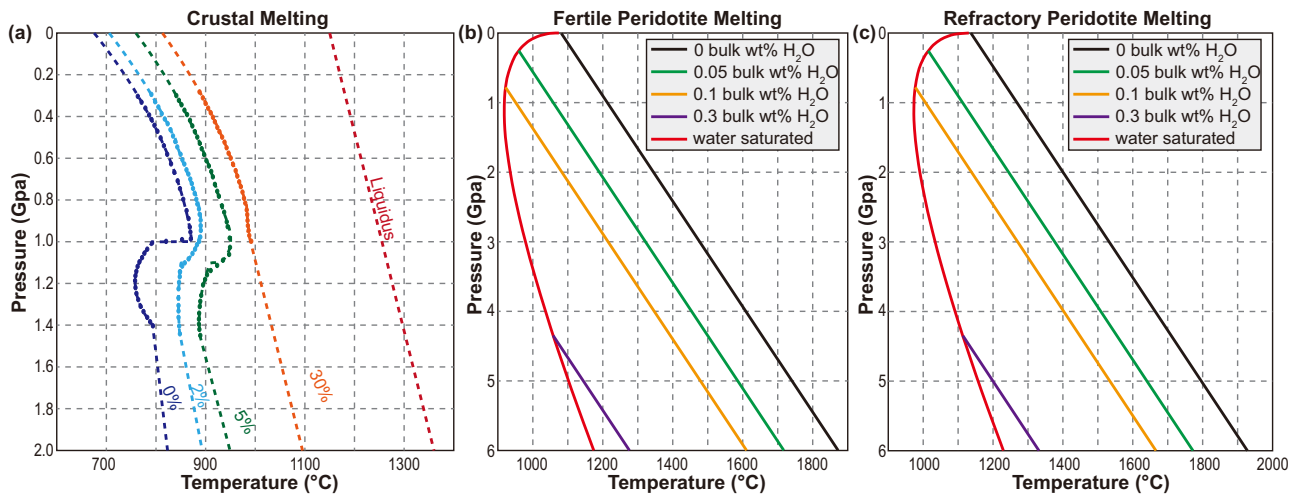 Crustal Melting
(a)
0
0.2
0.4
0.6
0.8
1.0
1.2
1.4
1.6
1.8
2.0
Pressure (Gpa)
Liquidus
0%
2%
5%
30%
700
900
1100
1300
Temperature (°C)
Fertile Peridotite Melting
(b)
0
1
2
3
4
5
6
Pressure (Gpa)
0 bulk wt% H2O
0.05 bulk wt% H2O
0.1 bulk wt% H2O
0.3 bulk wt% H2O
water saturated
1000
1200
1400
1600
1800
Temperature (°C)
Refractory Peridotite Melting
(c)
0
1
2
3
4
5
6
Pressure (Gpa)
0 bulk wt% H2O
0.05 bulk wt% H2O
0.1 bulk wt% H2O
0.3 bulk wt% H2O
water saturated
1000
1200
1400
1600
1800
2000
Temperature (°C)